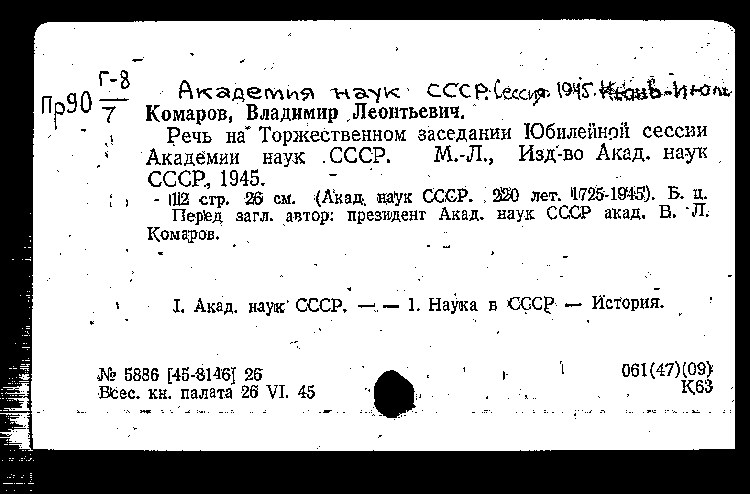 Пр90 Г-8/7
Академия наук СССР. Сессия. 1945. Июнь-Июль
Комаров, Владимир Леонтьевич.
Речь на Торжественном заседании Юбилейной сессии
Академии наук СССР. М.-Л., Изд-во Акад. наук
СССР, 1945.
112 стр. 26 см. (Акад. наук СССР. 220 лет. 1725-1945). Б. ц.
Перед загл. автор: президент Акад. наук СССР акад. В. Л.
Комаров.
I. Акад. наук СССР. — — 1. Наука в СССР — История.
№ 5886 [45-8146] 26 061(47)(09)
Всес. кн. палата 26 VI. 45 К63